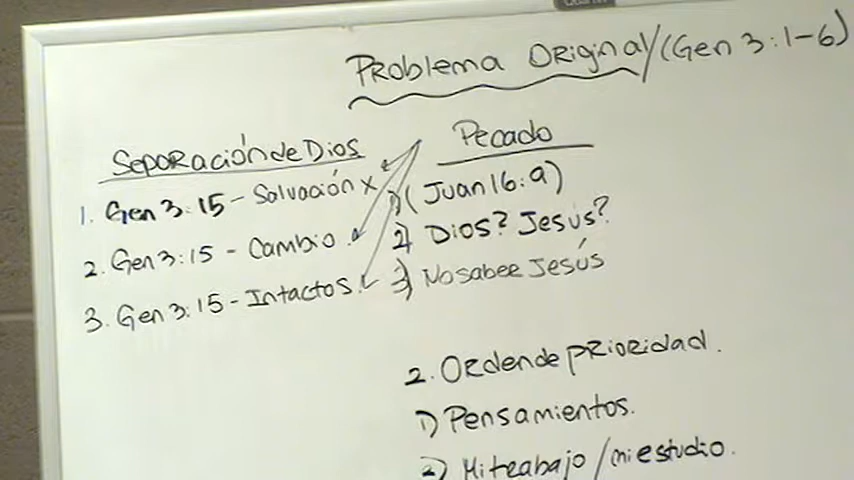 Problema Original/(Gen 3:1-6)
Separación de Dios
1. Gen 3:15 - Salvación x
2. Gen 3:15 - Cambio.
3. Gen 3:15 - Intactos.
Pecado
1) (Juan 16:9)
2) Dios? Jesús?
3) No sabee Jesús
2. Orden de prioridad.
1) Pensamientos.
2) Mi trabajo/mi estudio.